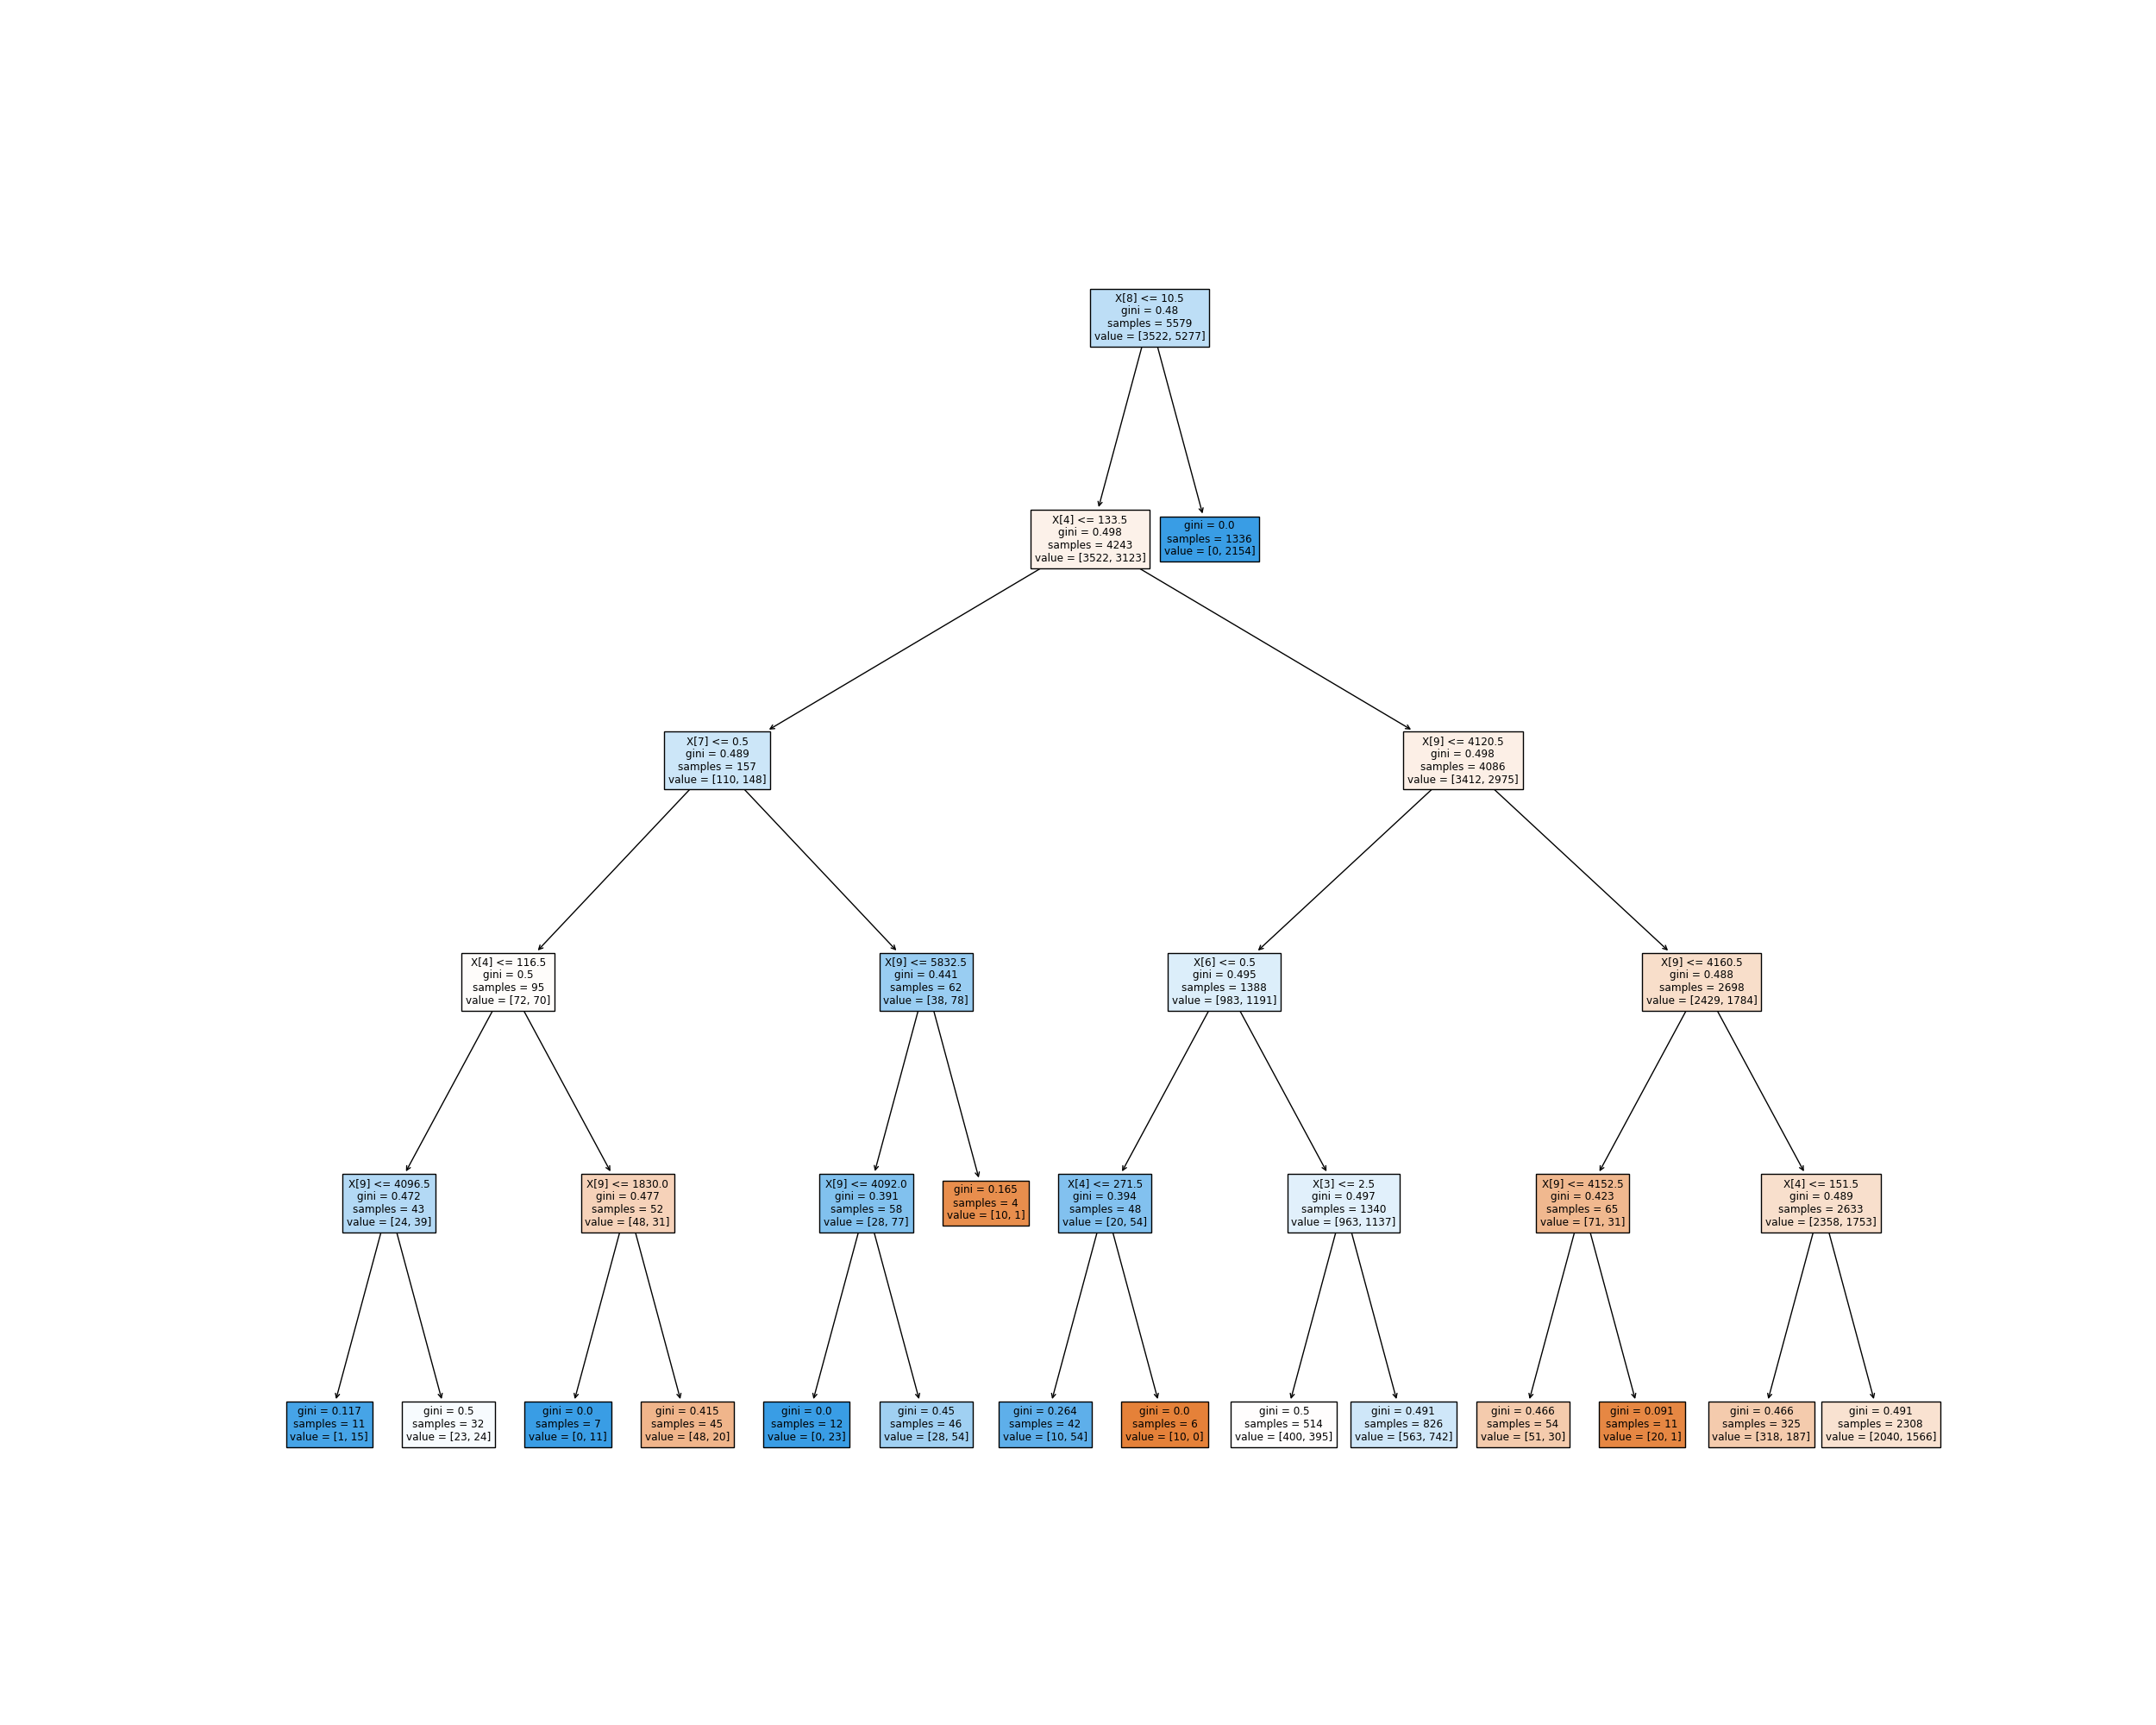 X[8] <= 10.5
gini = 0.48
samples = 5579
value = [3522, 5277]
X[4] <= 133.5
gini = 0.498
samples = 4243
value = [3522, 3123]
gini = 0.0
samples = 1336
value = [0, 2154]
X[7] <= 0.5
gini = 0.489
samples = 157
value = [110, 148]
X[9] <= 4120.5
gini = 0.498
samples = 4086
value = [3412, 2975]
X[4] <= 116.5
gini = 0.5
samples = 95
value = [72, 70]
X[9] <= 5832.5
gini = 0.441
samples = 62
value = [38, 78]
X[6] <= 0.5
gini = 0.495
samples = 1388
value = [983, 1191]
X[9] <= 4160.5
gini = 0.488
samples = 2698
value = [2429, 1784]
X[9] <= 4096.5
gini = 0.472
samples = 43
value = [24, 39]
X[9] <= 1830.0
gini = 0.477
samples = 52
value = [48, 31]
X[9] <= 4092.0
gini = 0.391
samples = 58
value = [28, 77]
gini = 0.165
samples = 4
value = [10, 1]
X[4] <= 271.5
gini = 0.394
samples = 48
value = [20, 54]
X[3] <= 2.5
gini = 0.497
samples = 1340
value = [963, 1137]
X[9] <= 4152.5
gini = 0.423
samples = 65
value = [71, 31]
X[4] <= 151.5
gini = 0.489
samples = 2633
value = [2358, 1753]
gini = 0.117
samples = 11
value = [1, 15]
gini = 0.5
samples = 32
value = [23, 24]
gini = 0.0
samples = 7
value = [0, 11]
gini = 0.415
samples = 45
value = [48, 20]
gini = 0.0
samples = 12
value = [0, 23]
gini = 0.45
samples = 46
value = [28, 54]
gini = 0.264
samples = 42
value = [10, 54]
gini = 0.0
samples = 6
value = [10, 0]
gini = 0.5
samples = 514
value = [400, 395]
gini = 0.491
samples = 826
value = [563, 742]
gini = 0.466
samples = 54
value = [51, 30]
gini = 0.091
samples = 11
value = [20, 1]
gini = 0.466
samples = 325
value = [318, 187]
gini = 0.491
samples = 2308
value = [2040, 1566]